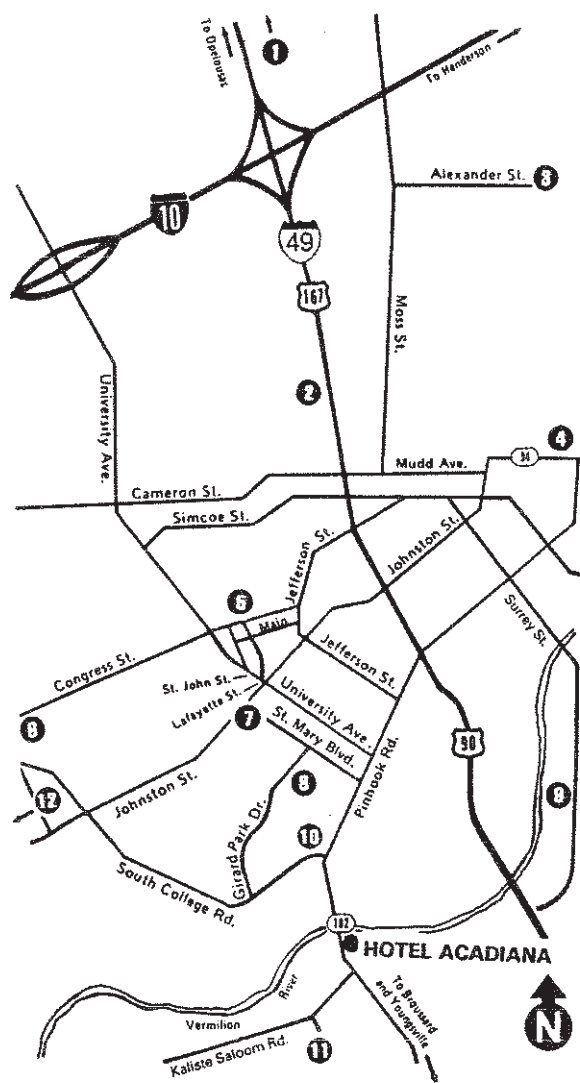 To Opelousas
1
To Henderson
Alexander St.
3
10
49
167
Moss St.
University Ave.
2
4
94
Mudd Ave.
Cameron St.
Simcoe St.
Jefferson St.
Johnston St.
6
Main
Surrey St.
Congress St.
Jefferson St.
St. John St.
Lafayette St.
University Ave.
8
7
St. Mary Blvd.
90
Pinhook Rd.
12
Johnston St.
9
Girard Park Dr.
10
South College Rd.
182
HOTEL ACADIANA
To Broussard
and Youngsville
River
Vermilion
N
11
Kaliste Saloom Rd.